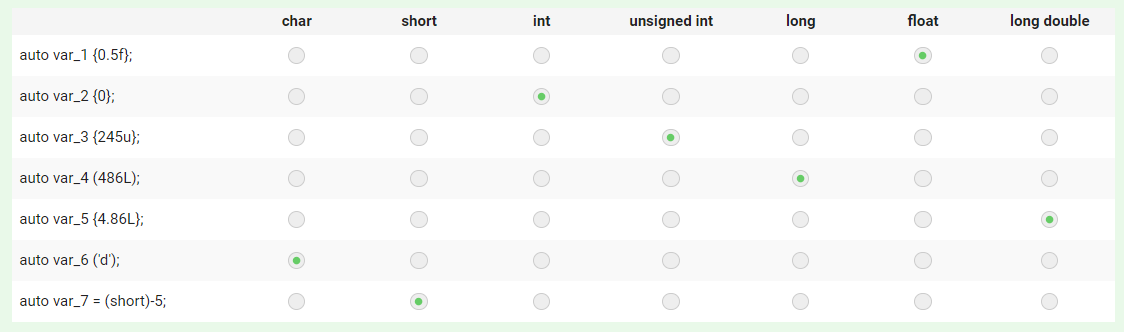 char short int unsigned int long float long double
auto var_1 {0.5f};
auto var_2 {0};
auto var_3 {245u};
auto var_4 (486L);
auto var_5 {4.86L};
auto var_6 ('d');
auto var_7 = (short)-5;